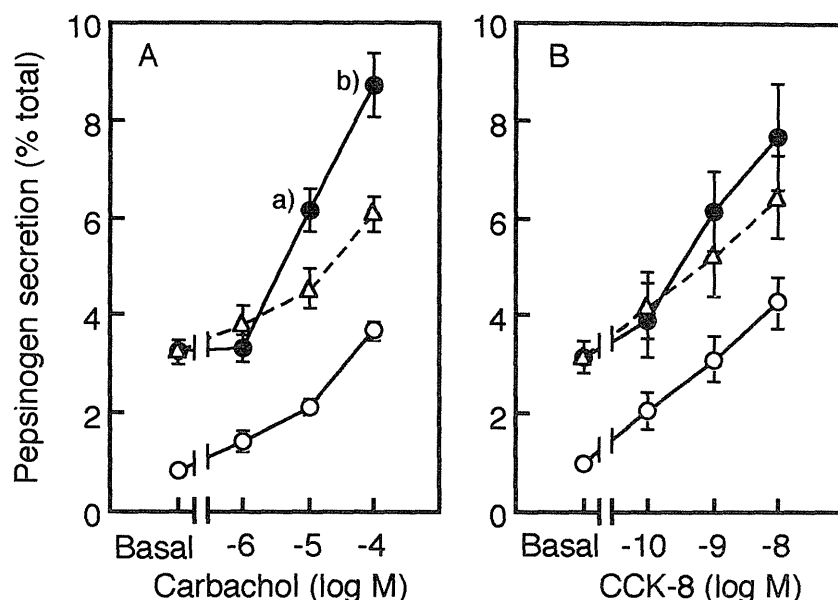 Pepsinogen secretion (% total)
A
10
8
6
4
2
0
a)
b)
Basal -6 -5 -4
Carbachol (log M)
B
10
8
6
4
2
0
Basal -10 -9 -8
CCK-8 (log M)